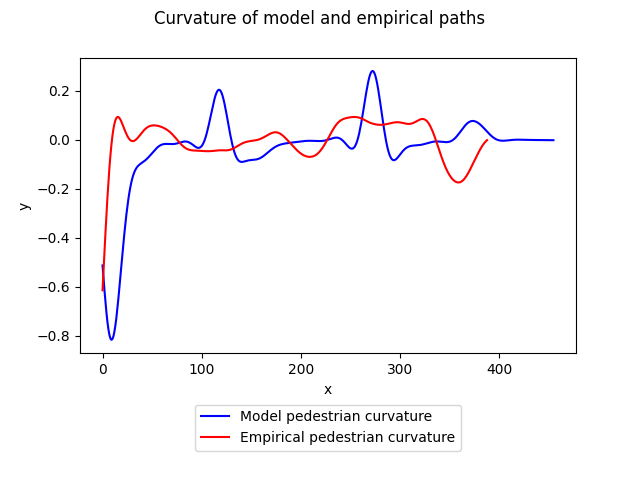 Curvature of model and empirical paths
0.2
0.0
−0.2
−0.4
−0.6
−0.8
y
0 100 200 300 400
x
Model pedestrian curvature
Empirical pedestrian curvature